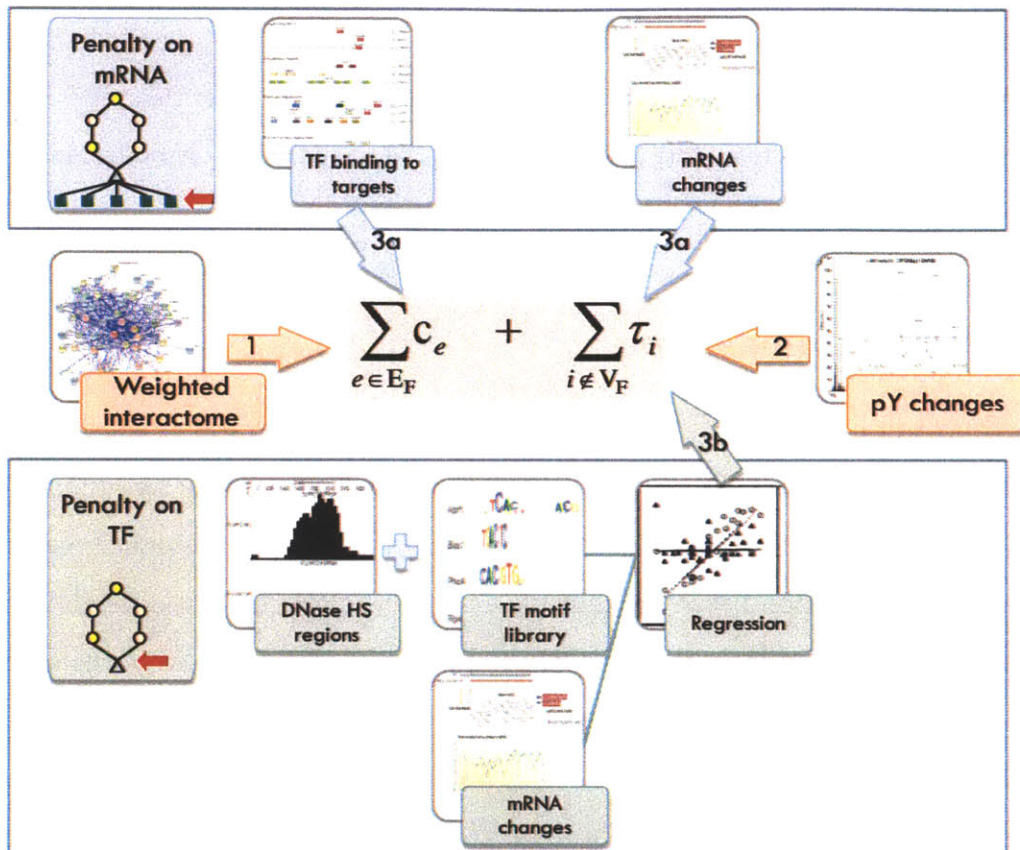 Penalty on
mRNA
TF binding to
targets
mRNA
changes
3a
3a
1
Weighted
interactome
∑ c_e + ∑ τ_i
e ∈ E_F i ∉ V_F
2
pY changes
3b
Penalty on
TF
DNase HS
regions
TF motif
library
Regression
mRNA
changes